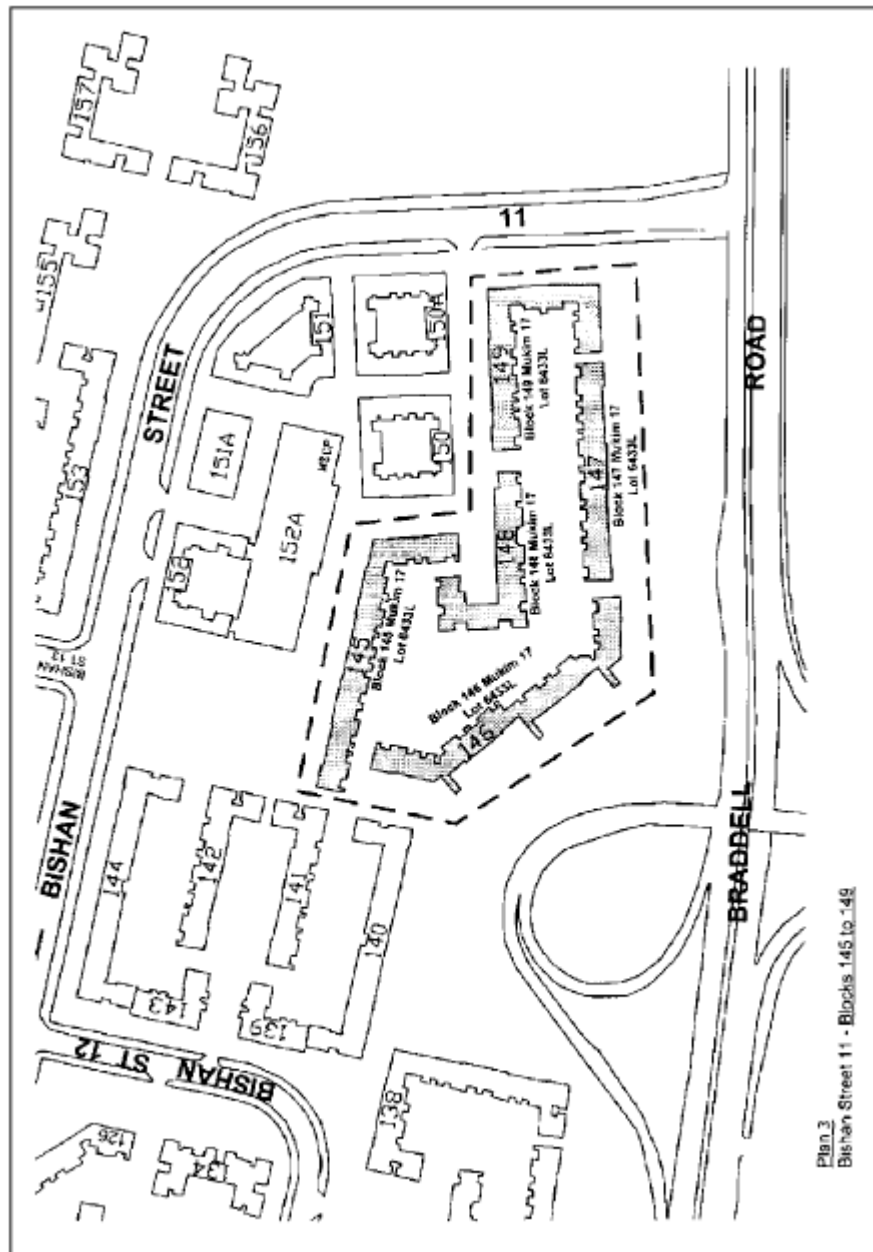 157
156
155
153
STREET
11
151
150A
151A
150
MSCP
152A
152
BISHAN
ST 12
149
Block 149 Mukim 17
Lot 6433L
147
Block 147 Mukim 17
Lot 6433L
148
Block 148 Mukim 17
Lot 6433L
145
Block 145 Mukim 17
Lot 6433L
146
Block 146 Mukim 17
Lot 6433L
ROAD
BRADDELL
BISHAN
144
142
141
140
143
139
BISHAN
ST 12
138
126
134
Plan 3
Bishan Street 11 - Blocks 145 to 149